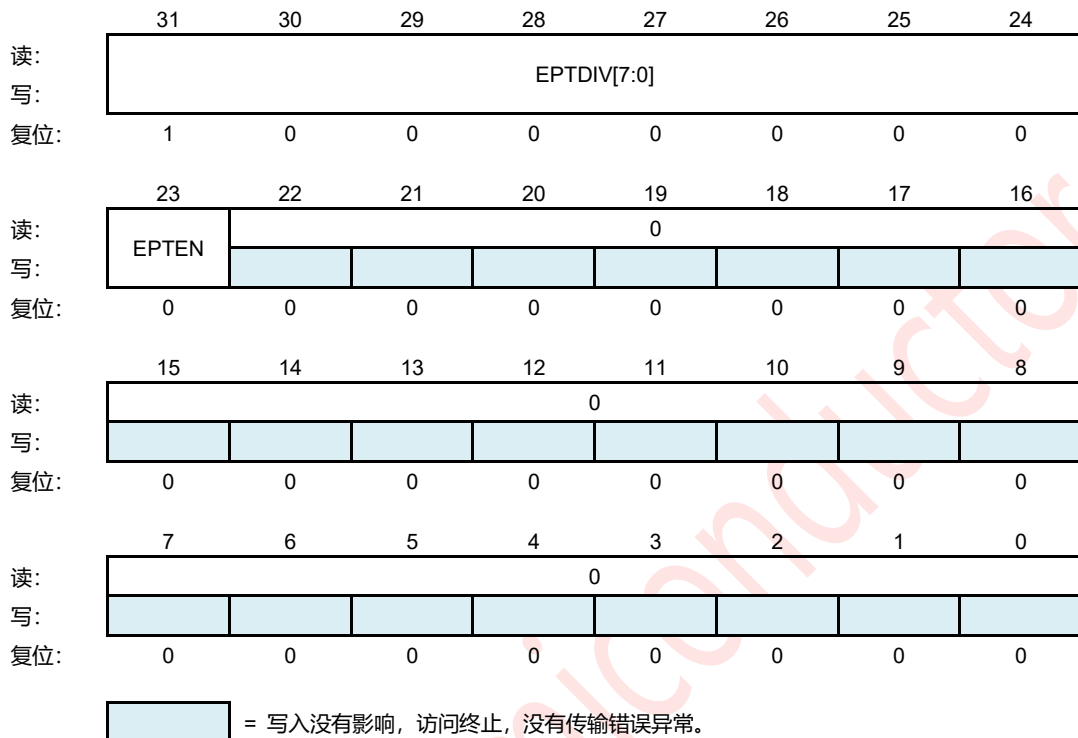 31 30 29 28 27 26 25 24
读:
EPTDIV[7:0]
写:
复位: 1 0 0 0 0 0 0 0
23 22 21 20 19 18 17 16
读: 0
EPTEN
写:
复位: 0 0 0 0 0 0 0 0
15 14 13 12 11 10 9 8
读: 0
写:
复位: 0 0 0 0 0 0 0 0
7 6 5 4 3 2 1 0
读: 0
写:
复位: 0 0 0 0 0 0 0 0
= 写入没有影响，访问终止，没有传输错误异常。
miconductor